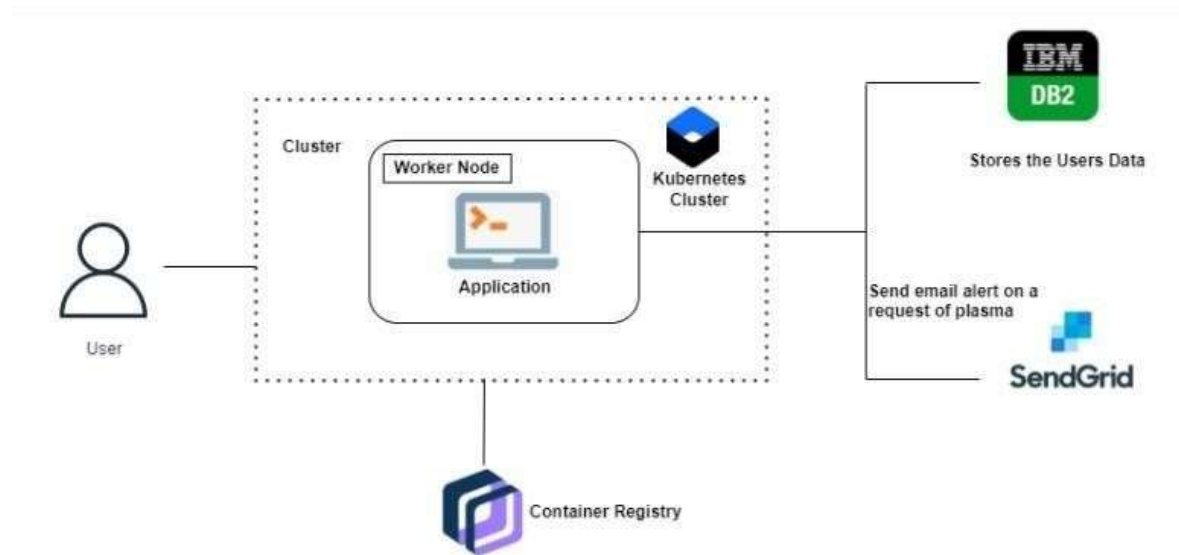 IBM
DB2
Stores the Users Data
Cluster
Worker Node
Kubernetes
Cluster
Application
User
Send email alert on a
request of plasma
SendGrid
Container Registry